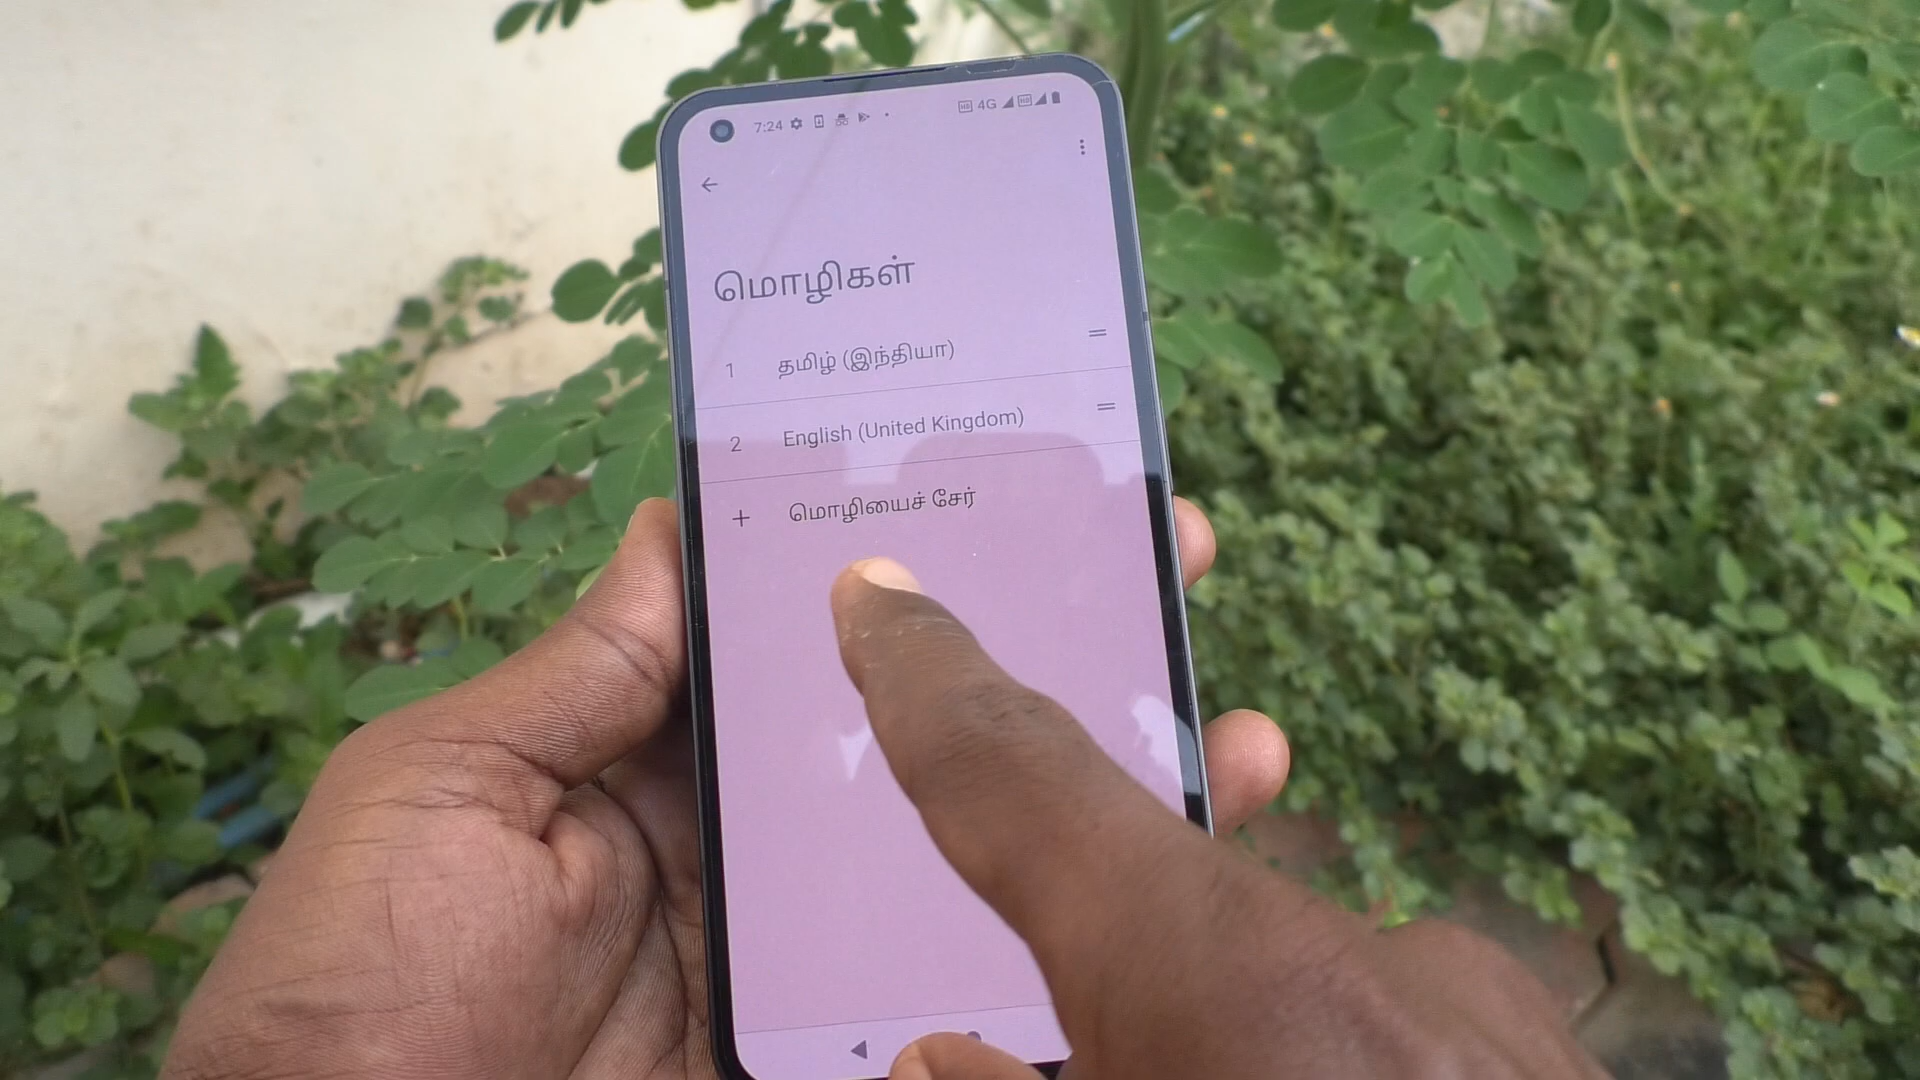 7:24 4G
மொழிகள்
1 தமிழ் (இந்தியா)
2 English (United Kingdom)
+ மொழியைச் சேர்